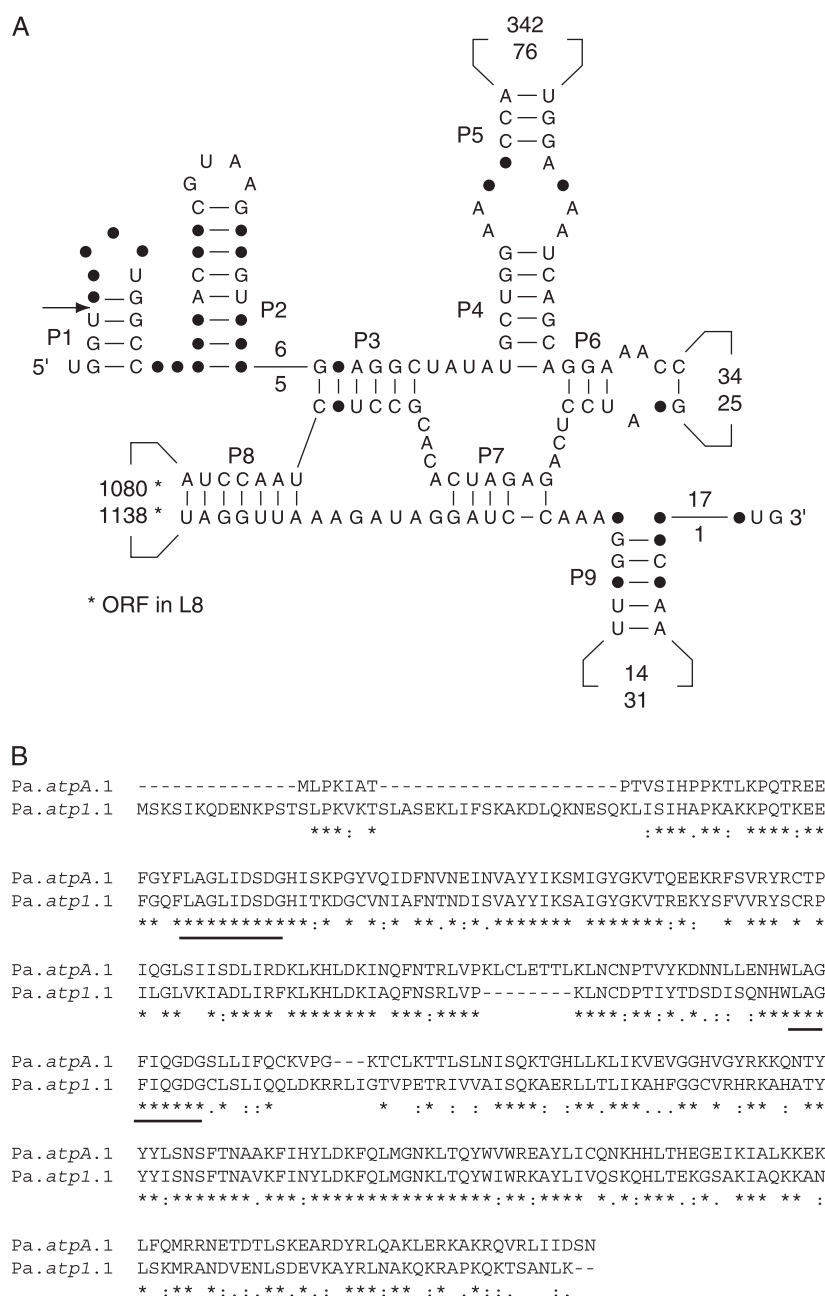 A
342
76
A – U
C – G
P5 C – G
A
A A
A A
G – U
G – C
P4 U – A
C – G
G – C
U A
G A
C – G
C – G
A – U
P2
U
G
U G
P1 G – C
5' U G – C
6
5
P3
G A G G C U A U A U – A G G A A A C C
P6
34
25
C U C C G
C C U A G
C
A
C
A C U A G A G
P7
U
C
A
P8
A U C C A A U
1080 *
1138 *
U A G G U U A A A G A U A G G A U C – C A A A
17
1
U G 3'
G
G – C
P9
U – A
U – A
14
31
* ORF in L8
B
Pa.atpA.1 -------------MLPKIAT--------------------PTVSIHPPKTLKPQTREE
Pa.atp1.1 MSKSIKQDENKPSTSLPKVKTSLASEKLIFSKAKDLQKNESQKLISIHAPKAKKPQTKEE
***: * :***.**: ****:**
Pa.atpA.1 FGYFLAGLIDSDGHISKPGYVQIDFNVNEINVAYYIKSMIGYGKVTQEEKRFSVRYRCTP
Pa.atp1.1 FGQFLAGLIDSDGHITKDGCVNIAFNTNDISVAYYIKSAIGYGKVTREKYSFVVRYSCRP
** ************:* * *:* **.*:*.******* *******:*: * *** * *
Pa.atpA.1 IQGLSIISDLIRDKLKHLDKINQFNTRLVPKLCLETTLKLNCNPTVYKDNNLLENHWLAG
Pa.atp1.1 ILGLVKIADLIRFKLKHLDKIAQFNSRLVP--------KLNCDPTIYTDSDISQNHWLAG
* ** *:**** ******** ***:**** ****:**:*.*.:: :******
Pa.atpA.1 FIQGDGSLLIFQCKVPG---KTCLKTTLSLNISQKTGHLLKLIKVEVGGHVGYRKKQNTY
Pa.atp1.1 FIQGDGCLSLIQQLDKRRLIGTVPETRIVVAISQKAERLLTLIKAHFGGCVRHRKAHATY
******.* ::* * :* : : ****: :**.***...** * :** : **
Pa.atpA.1 YYLSNSFTNAAKFIHYLDKFQLMGNKLTQYWVWREAYLICQNKHHLTHEGEIKIALKKEK
Pa.atp1.1 YYISNSFTNAVKFINYLDKFQLMGNKLTQYWIWRKAYLIVQSKQHLTEKGSAKIAQKKAN
**:*******.***:****************:**:**** *.*:***.:*. *** ** :
Pa.atpA.1 LFQMRRNETDTLSKEARDYRLQAKLERKAKRQVRLIIDSN
Pa.atp1.1 LSKMRANDVENLSDEVKAYRLNAKQKRAPKQKTSANLK--
* :** *:.:.**.*.: ***:** :* .*::. :.